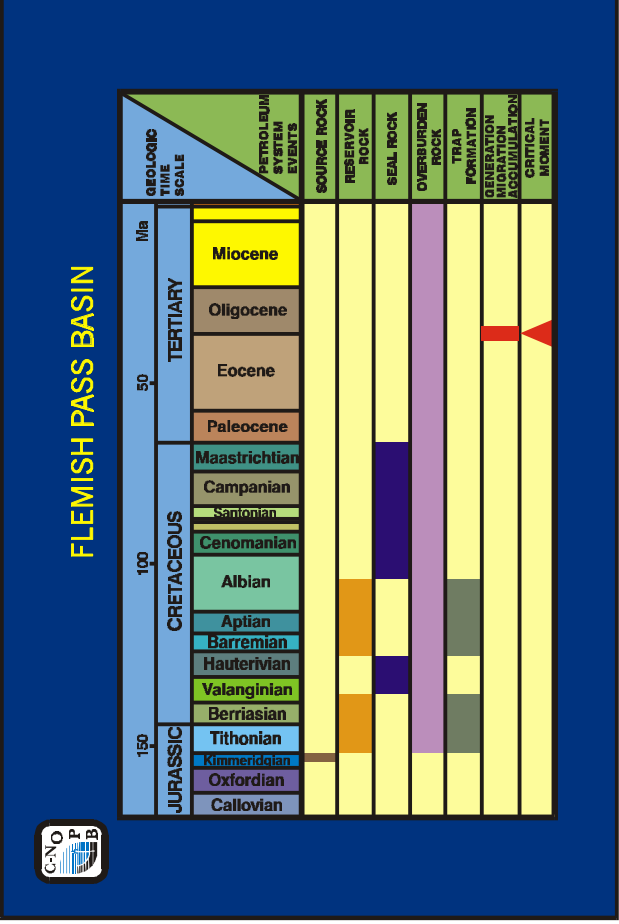 FLEMISH PASS BASIN
GEOLOGIC
TIME
SCALE
PETROLEUM
SYSTEM
EVENTS
SOURCE ROCK
RESERVOIR
ROCK
SEAL ROCK
OVERBURDEN
ROCK
TRAP
FORMATION
GENERATION
MIGRATION
ACCUMULATION
CRITICAL
MOMENT
Ma
50
100
150
TERTIARY
CRETACEOUS
JURASSIC
Miocene
Oligocene
Eocene
Paleocene
Maastrichtian
Campanian
Santonian
Cenomanian
Albian
Aptian
Barremian
Hauterivian
Valanginian
Berriasian
Tithonian
Kimmeridgian
Oxfordian
Callovian
C-NOPB